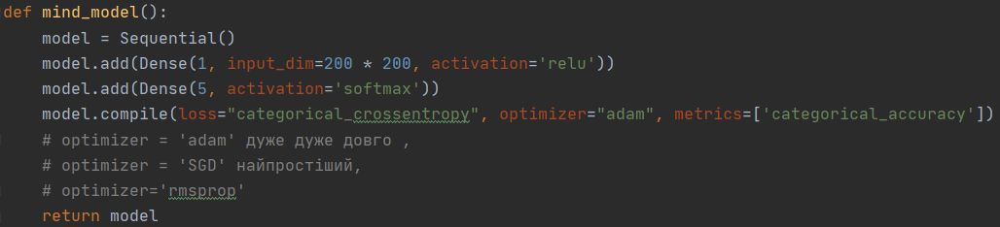 def mind_model():
model = Sequential()
model.add(Dense(1, input_dim=200 * 200, activation='relu'))
model.add(Dense(5, activation='softmax'))
model.compile(loss="categorical_crossentropy", optimizer="adam", metrics=['categorical_accuracy'])
# optimizer = 'adam' дуже дуже довго ,
# optimizer = 'SGD' найпростіший,
# optimizer='rmsprop'
return model